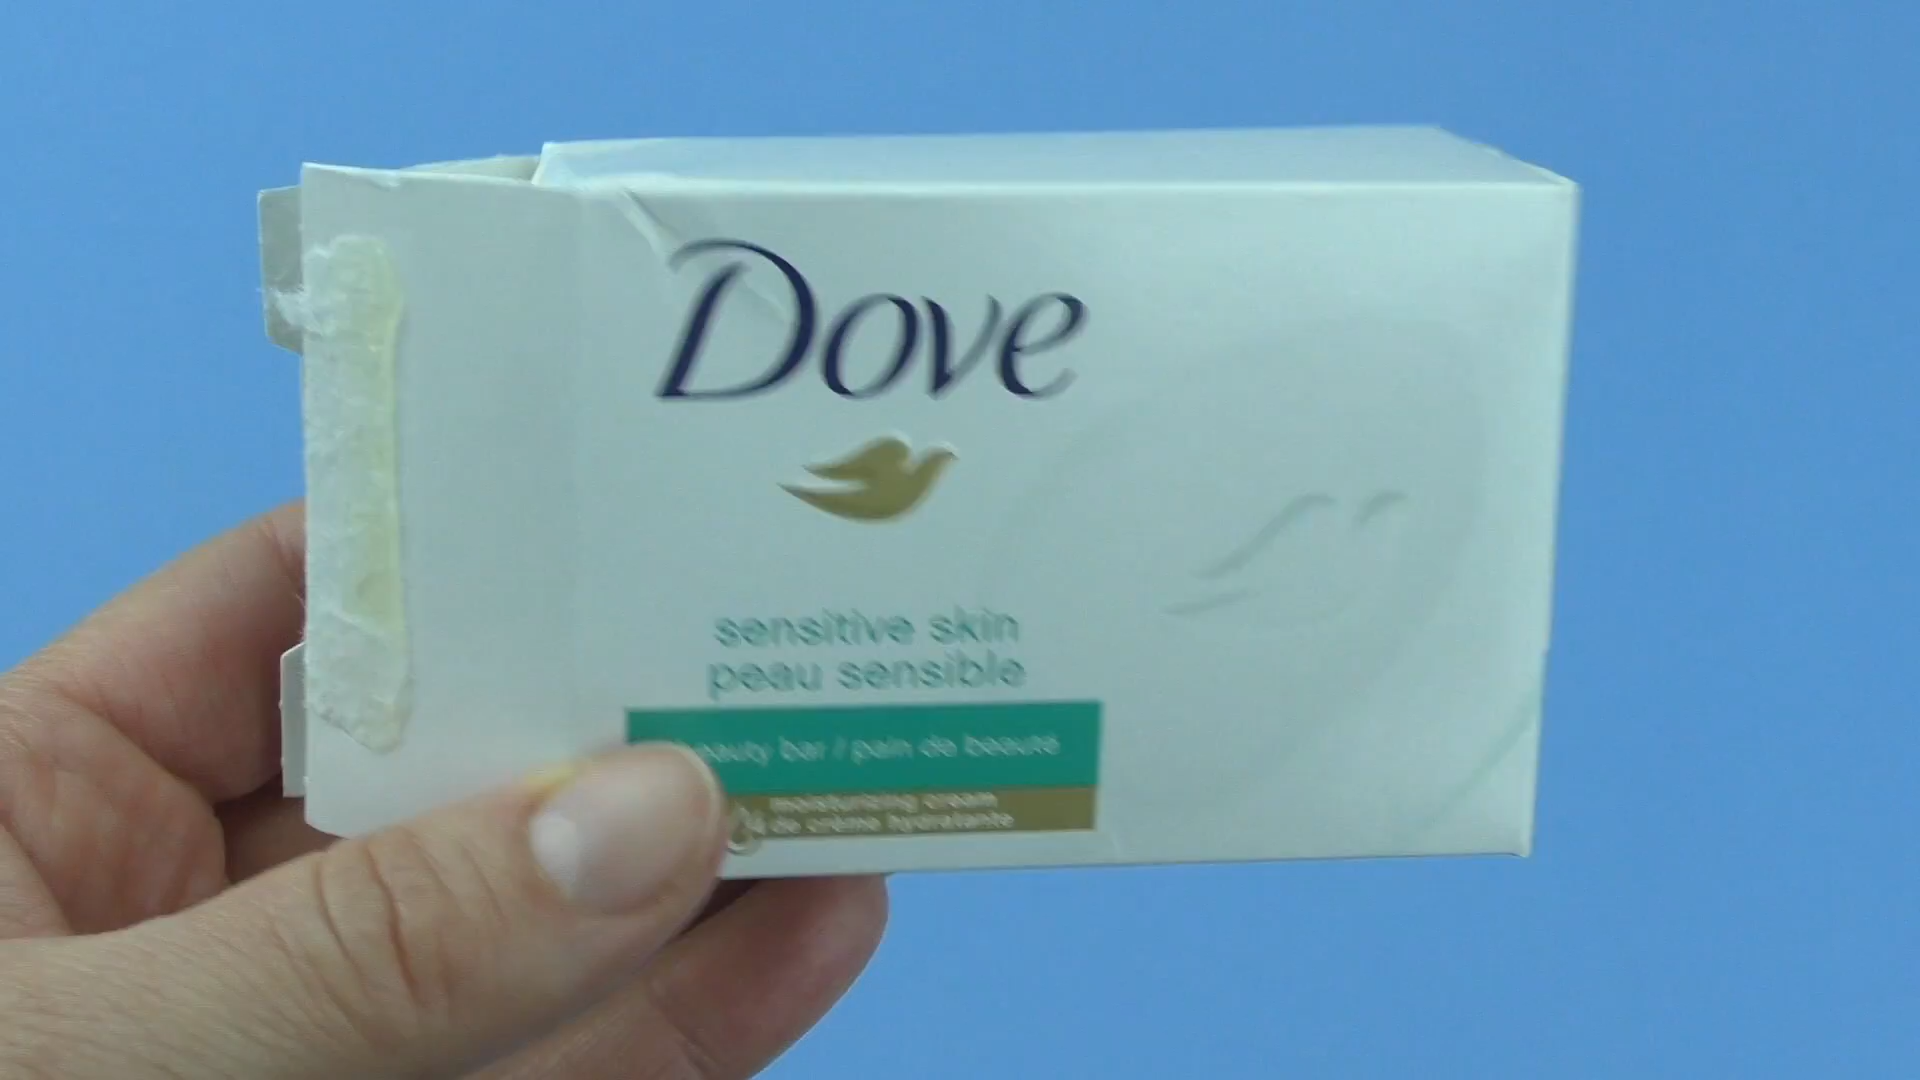 Dove
sensitive skin
peau sensible
beauty bar / pain de beauté
moisturizing cream
de crème hydratante